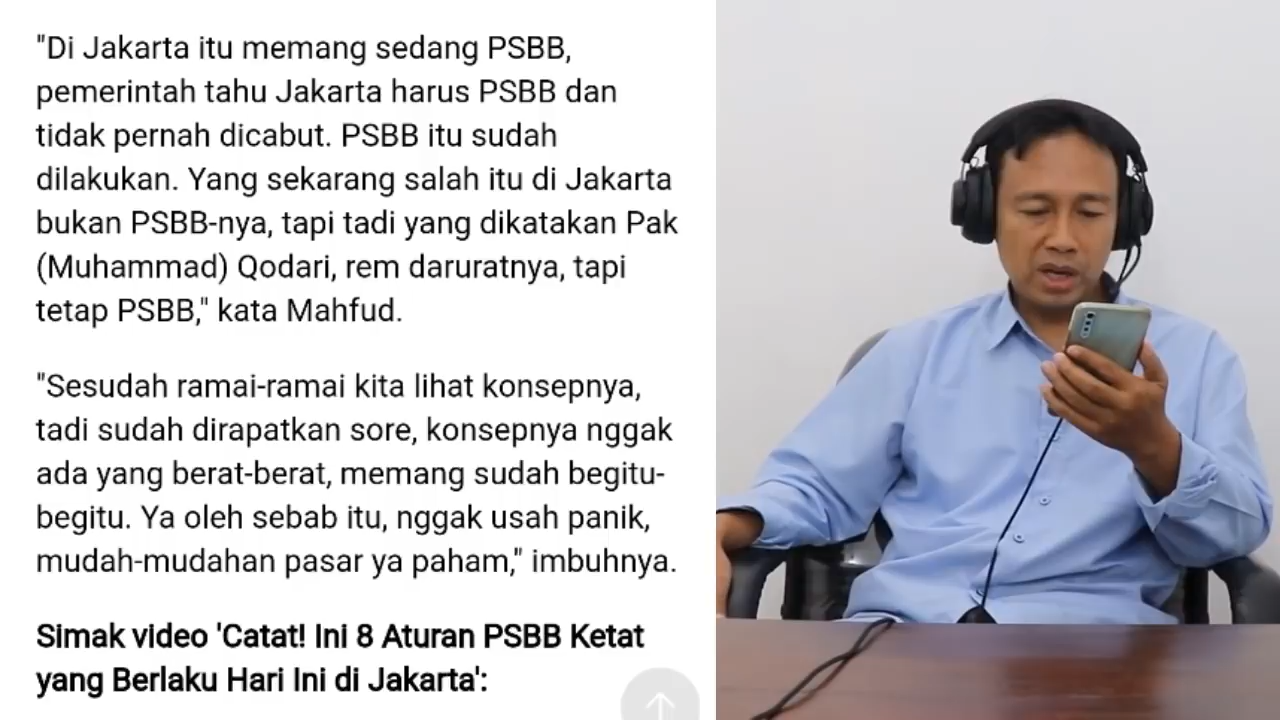 "Di Jakarta itu memang sedang PSBB,
pemerintah tahu Jakarta harus PSBB dan
tidak pernah dicabut. PSBB itu sudah
dilakukan. Yang sekarang salah itu di Jakarta
bukan PSBB-nya, tapi tadi yang dikatakan Pak
(Muhammad) Qodari, rem daruratnya, tapi
tetap PSBB," kata Mahfud.
"Sesudah ramai-ramai kita lihat konsepnya,
tadi sudah dirapatkan sore, konsepnya nggak
ada yang berat-berat, memang sudah begitu-
begitu. Ya oleh sebab itu, nggak usah panik,
mudah-mudahan pasar ya paham," imbuhnya.
Simak video 'Catat! Ini 8 Aturan PSBB Ketat
yang Berlaku Hari Ini di Jakarta':